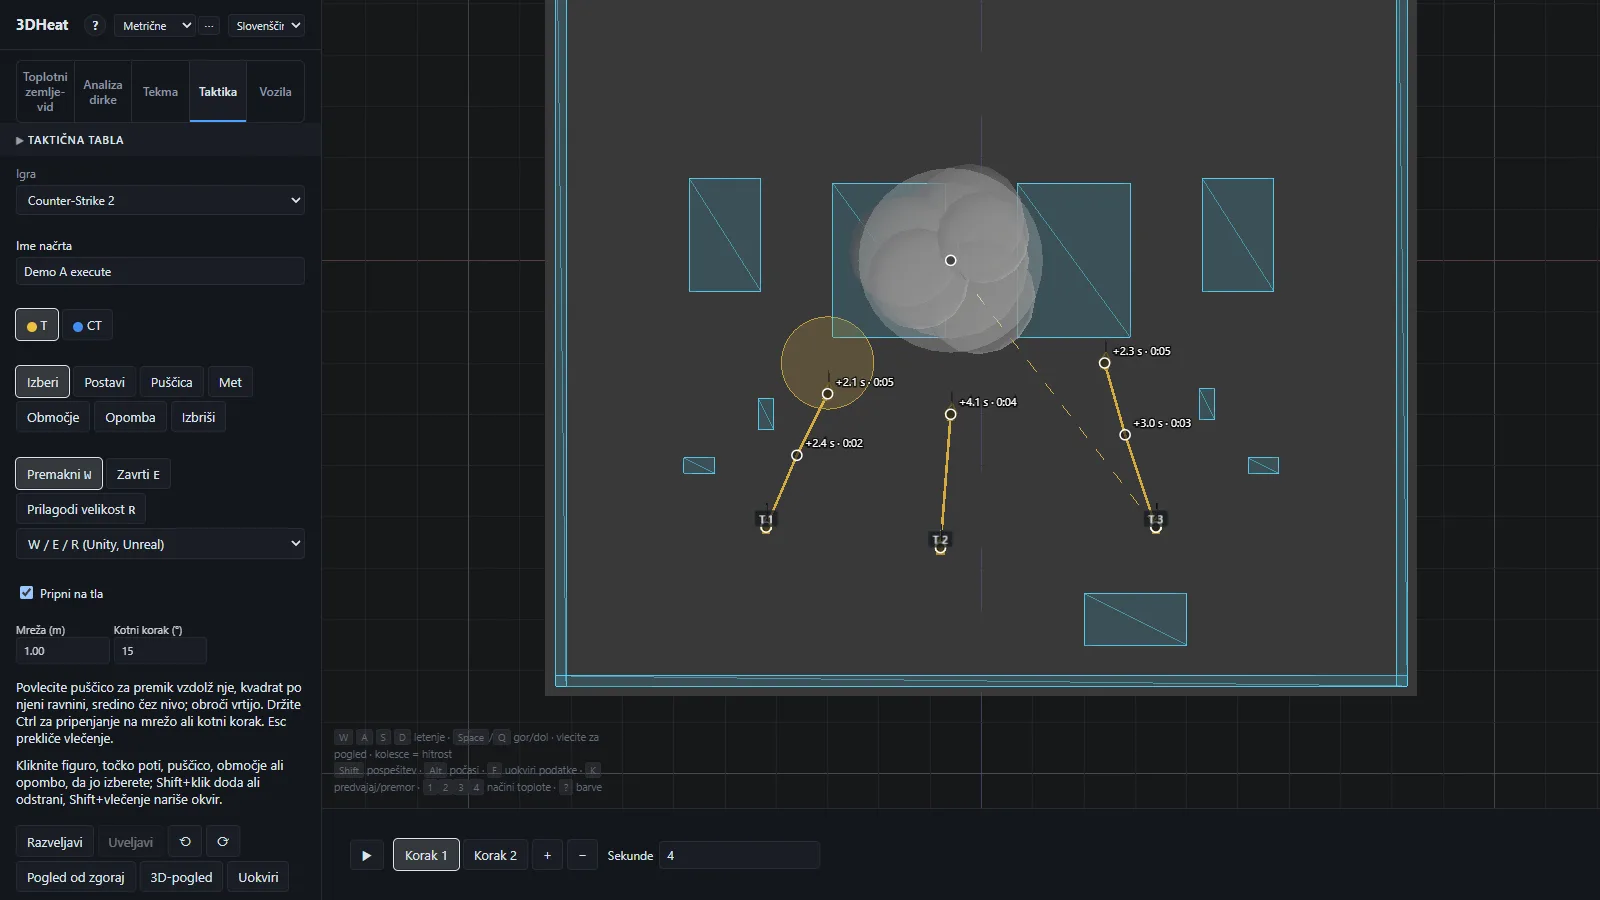 3DHeat
?
Metrične
...
Slovenščir
Toplotni
zemlje-
vid
Analiza
dirke
Tekma
Taktika
Vozila
TAKTIČNA TABLA
Igra
Counter-Strike 2
Ime načrta
Demo A execute
T
CT
Izberi
Postavi
Puščica
Met
Območje
Opomba
Izbriši
Premakni W
Zavrti E
Prilagodi velikost R
W / E / R (Unity, Unreal)
Pripni na tla
Mreža (m)
Kotni korak (°)
1.00
15
Povlecite puščico za premik vzdolž nje, kvadrat po
njeni ravnini, sredino čez nivo; obroči vrtijo. Držite
Ctrl za pripenjanje na mrežo ali kotni korak. Esc
prekliče vlečenje.
Kliknite figuro, točko poti, puščico, območje ali
opombo, da jo izberete; Shift+klik doda ali
odstrani, Shift+vlečenje nariše okvir.
Razveljavi
Uveljavi
Pogled od zgoraj
3D-pogled
Uokviri
+2.3 s · 0:05
+2.1 s · 0:05
+4.1 s · 0:04
+3.0 s · 0:03
+2.4 s · 0:02
T1
T2
T3
W A S D letenje · Space / Q gor/dol · vlecite za
pogled · kolesce = hitrost
Shift pospešitev · Alt počasi · F uokviri podatke · K
predvajaj/premor · 1 2 3 4 načini toplote · ? barve
Korak 1
Korak 2
+
−
Sekunde
4